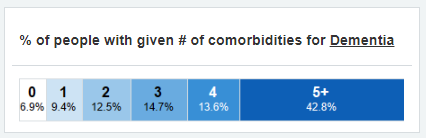 % of people with given # of comorbidities for Dementia
0 1 2 3 4 5+
6.9% 9.4% 12.5% 14.7% 13.6% 42.8%